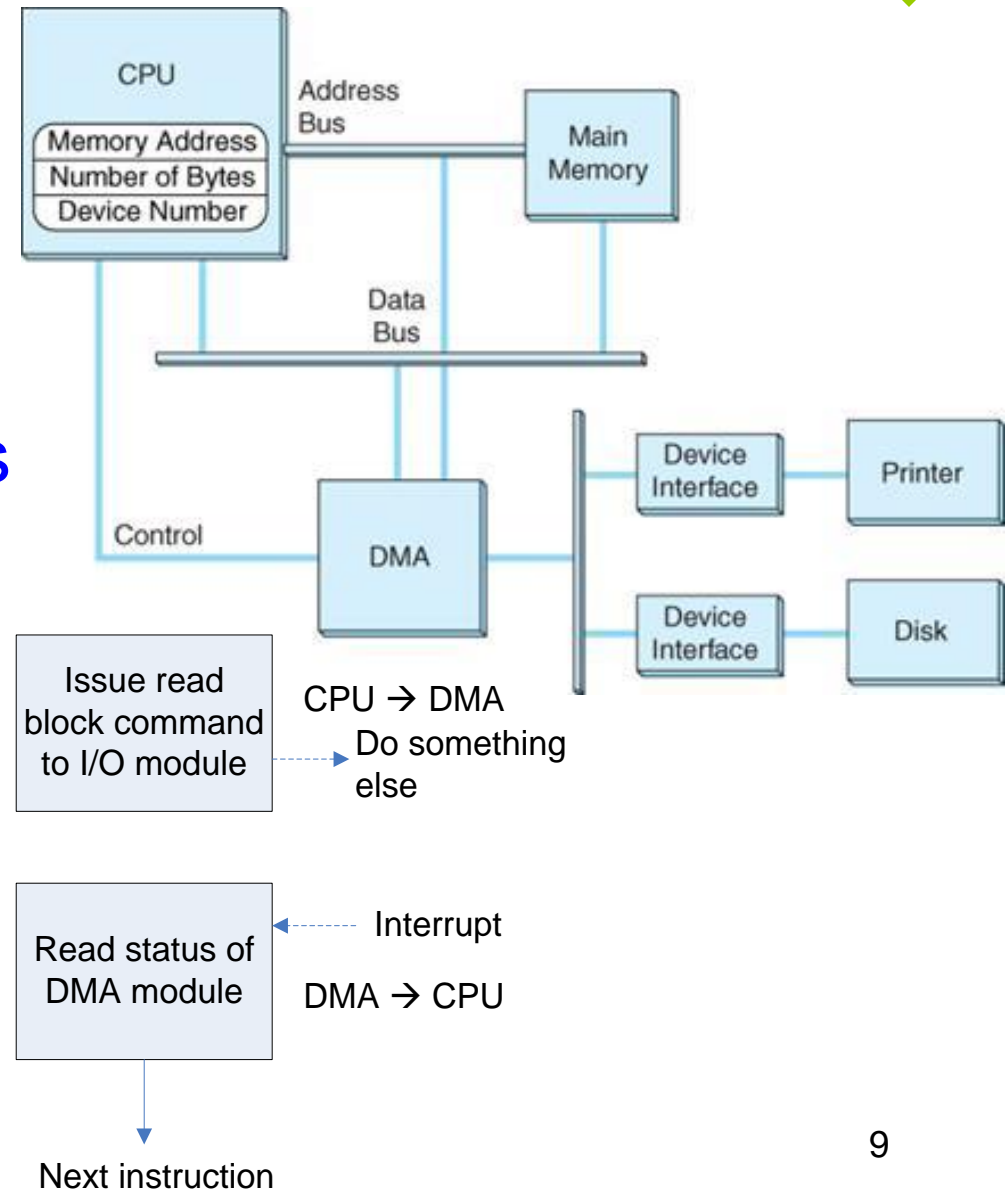 CPU
Memory Address
Number of Bytes
Device Number
Address
Bus
Main
Memory
Data
Bus
s
Control
DMA
Device
Interface
Printer
Device
Interface
Disk
Issue read
block command
to I/O module
CPU → DMA
Do something
else
Read status of
DMA module
Interrupt
DMA → CPU
Next instruction
9